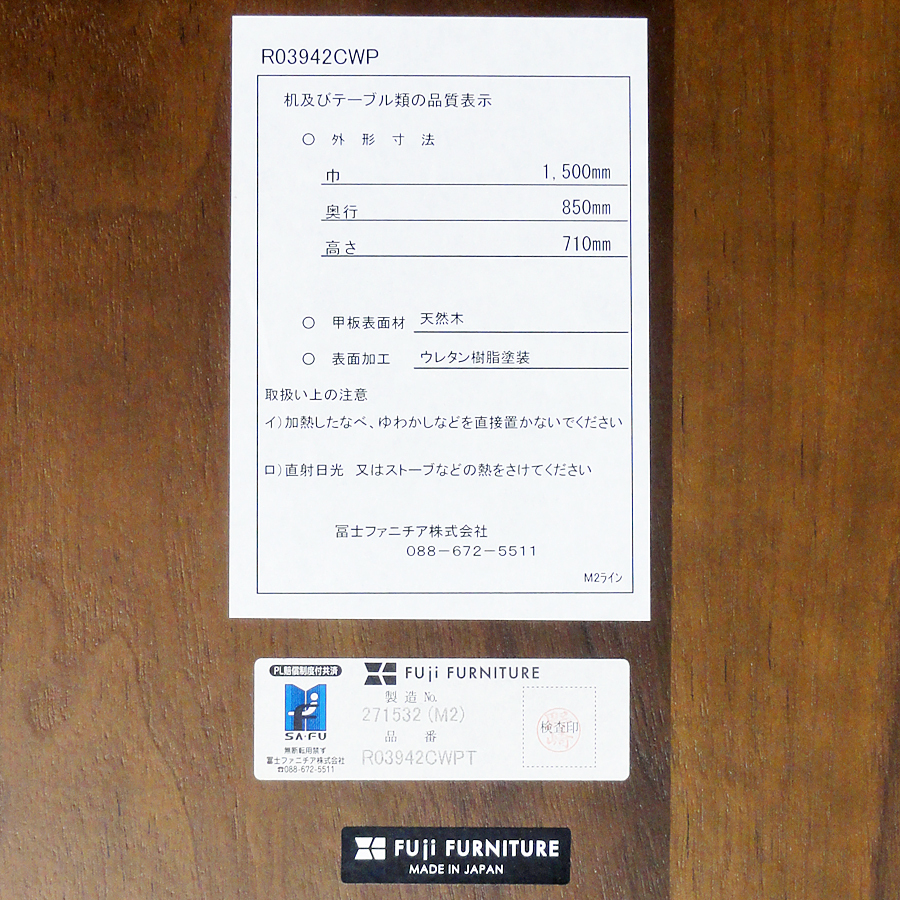 R03942CWP
机及びテーブル類の品質表示
○ 外 形 寸 法
巾 1,500mm
奥行 850mm
高さ 710mm
○ 甲板表面材 天然木
○ 表面加工 ウレタン樹脂塗装
取扱い上の注意
イ)加熱したなべ、ゆわかしなどを直接置かないでください
ロ)直射日光 又はストーブなどの熱をさけてください
冨士ファニチア株式会社
088-672-5511
M2ライン
PL賠償制度付共済
SA-FU
無断転用禁ず
冨士ファニチア株式会社
☎088-672-5511
FUji FURNITURE
製 造 No.
271532(M2)
品 番
R03942CWPT
検査印
FUji FURNITURE
MADE IN JAPAN